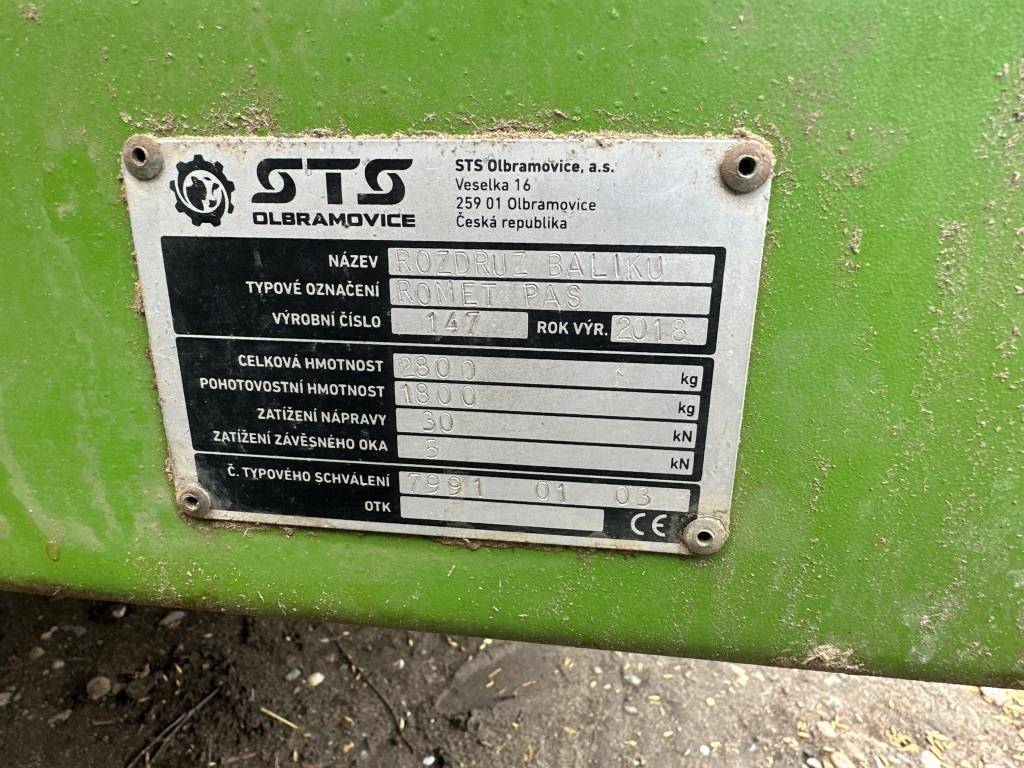 STS
OLBRAMOVICE
STS Olbramovice, a.s.
Veselka 16
259 01 Olbramovice
Česká republika
NÁZEV ROZDRUZ BALIKU
TYPOVÉ OZNAČENÍ ROMET PAS
VÝROBNÍ ČÍSLO 147 ROK VÝR. 2018
CELKOVÁ HMOTNOST 2800 kg
POHOTOVOSTNÍ HMOTNOST 1800 kg
ZATÍŽENÍ NÁPRAVY 30 kN
ZATÍŽENÍ ZÁVĚSNÉHO OKA 5 kN
Č. TYPOVÉHO SCHVÁLENÍ 7991 01 03
OTK CE